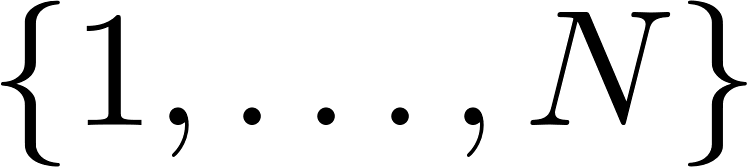 {1, . . . , N}